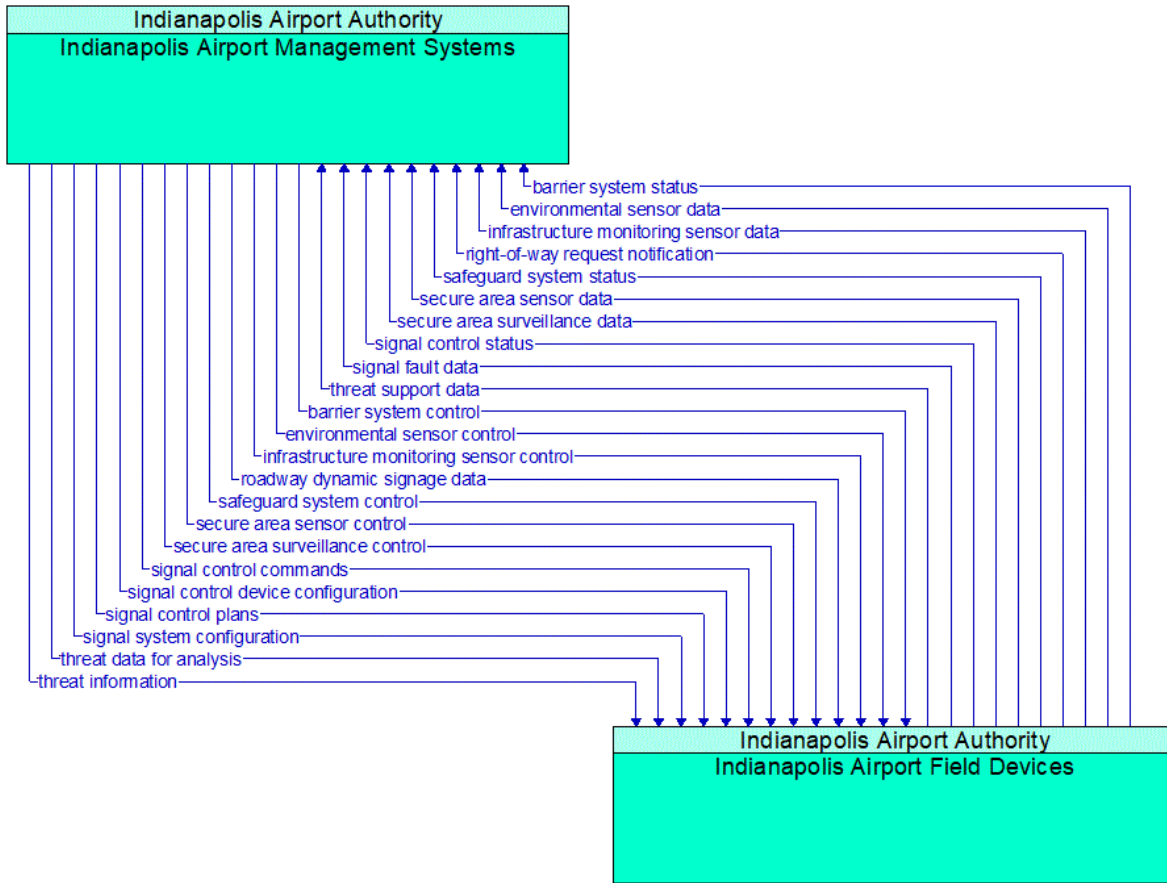 Indianapolis Airport Authority
Indianapolis Airport Management Systems
barrier system status
environmental sensor data
infrastructure monitoring sensor data
right-of-way request notification
safeguard system status
secure area sensor data
secure area surveillance data
signal control status
signal fault data
threat support data
barrier system control
environmental sensor control
infrastructure monitoring sensor control
roadway dynamic signage data
safeguard system control
secure area sensor control
secure area surveillance control
signal control commands
signal control device configuration
signal control plans
signal system configuration
threat data for analysis
threat information
Indianapolis Airport Authority
Indianapolis Airport Field Devices